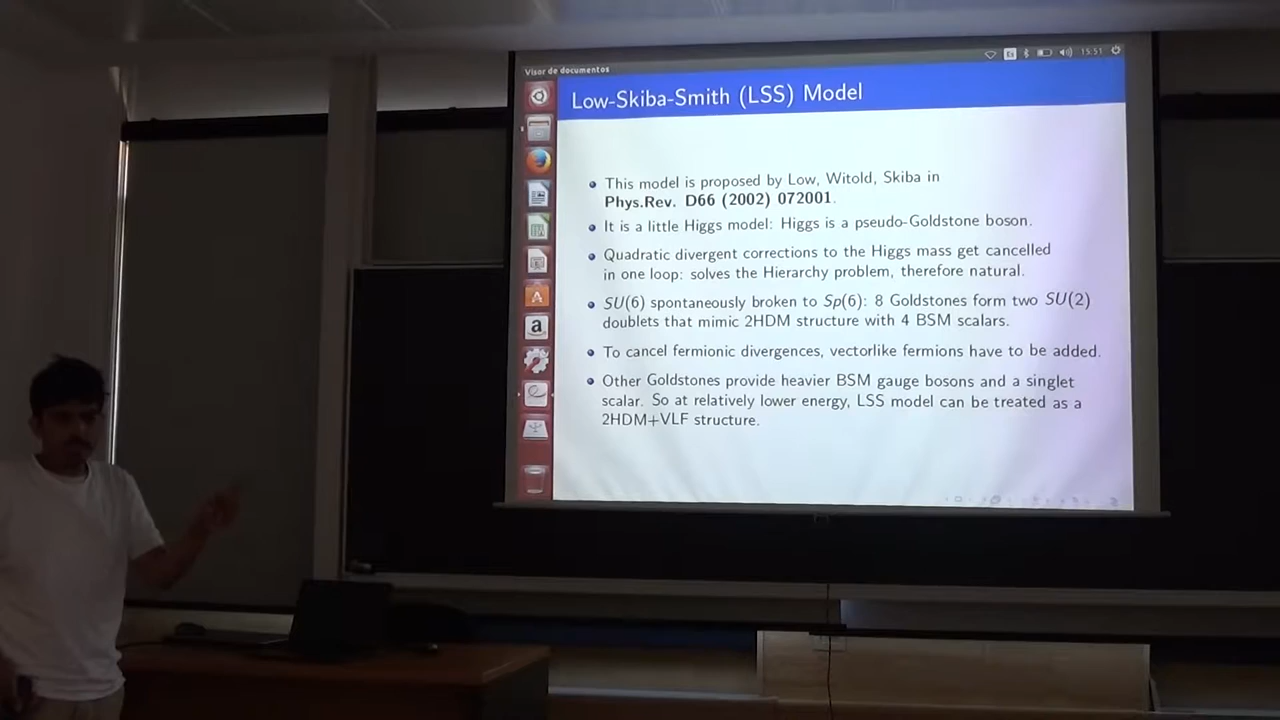 Visor de documentos
15:51
Low-Skiba-Smith (LSS) Model
This model is proposed by Low, Witold, Skiba in
Phys.Rev. D66 (2002) 072001.
It is a little Higgs model: Higgs is a pseudo-Goldstone boson.
Quadratic divergent corrections to the Higgs mass get cancelled
in one loop: solves the Hierarchy problem, therefore natural.
SU(6) spontaneously broken to Sp(6): 8 Goldstones form two SU(2)
doublets that mimic 2HDM structure with 4 BSM scalars.
To cancel fermionic divergences, vectorlike fermions have to be added.
Other Goldstones provide heavier BSM gauge bosons and a singlet
scalar. So at relatively lower energy, LSS model can be treated as a
2HDM+VLF structure.